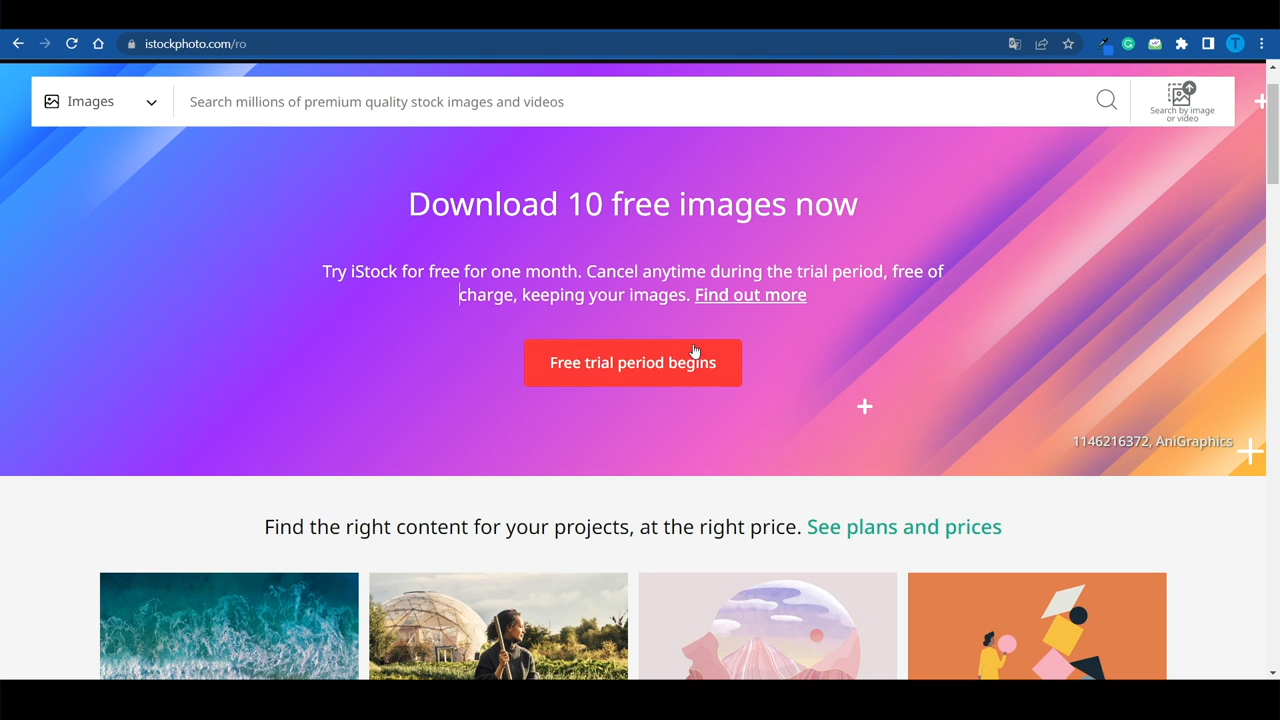 istockphoto.com/ro
T
Images
Search millions of premium quality stock images and videos
Search by image
or video
Download 10 free images now
Try iStock for free for one month. Cancel anytime during the trial period, free of
charge, keeping your images. Find out more
Free trial period begins
1146216372, AniGraphics
Find the right content for your projects, at the right price. See plans and prices